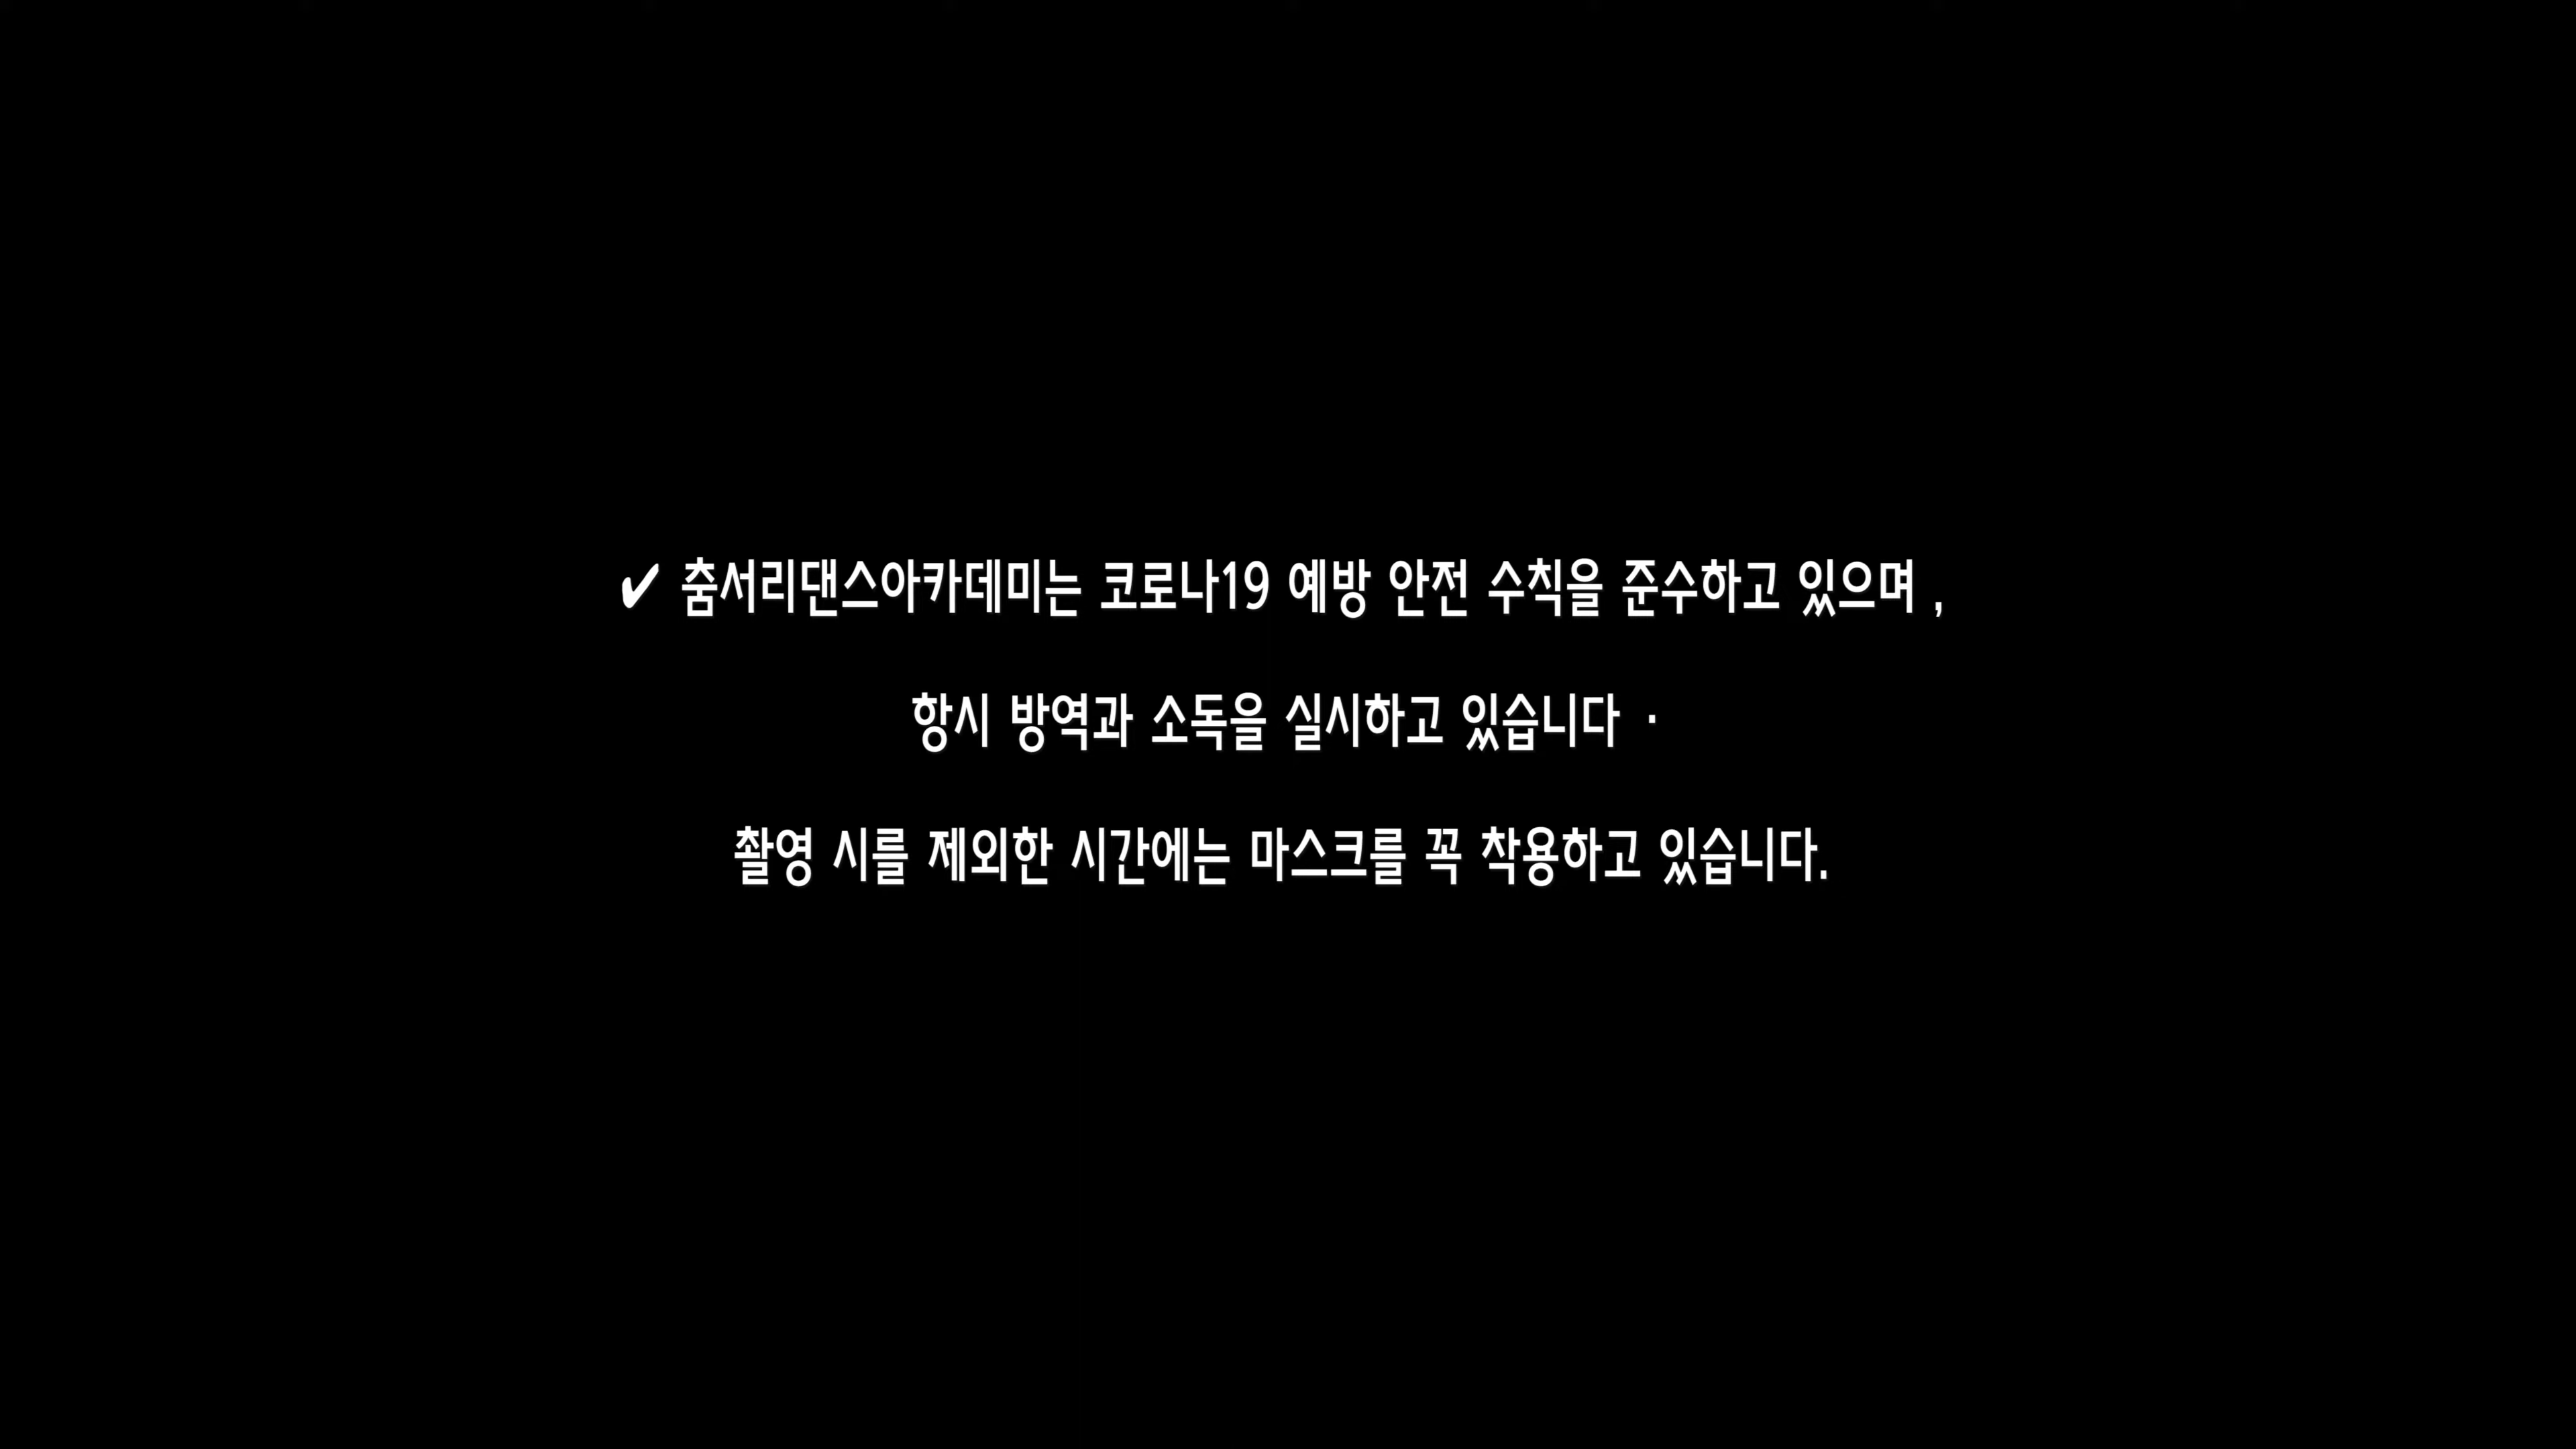 ✔ 춤서리댄스아카데미는 코로나19 예방 안전 수칙을 준수하고 있으며 ,
항시 방역과 소독을 실시하고 있습니다 ·
촬영 시를 제외한 시간에는 마스크를 꼭 착용하고 있습니다.